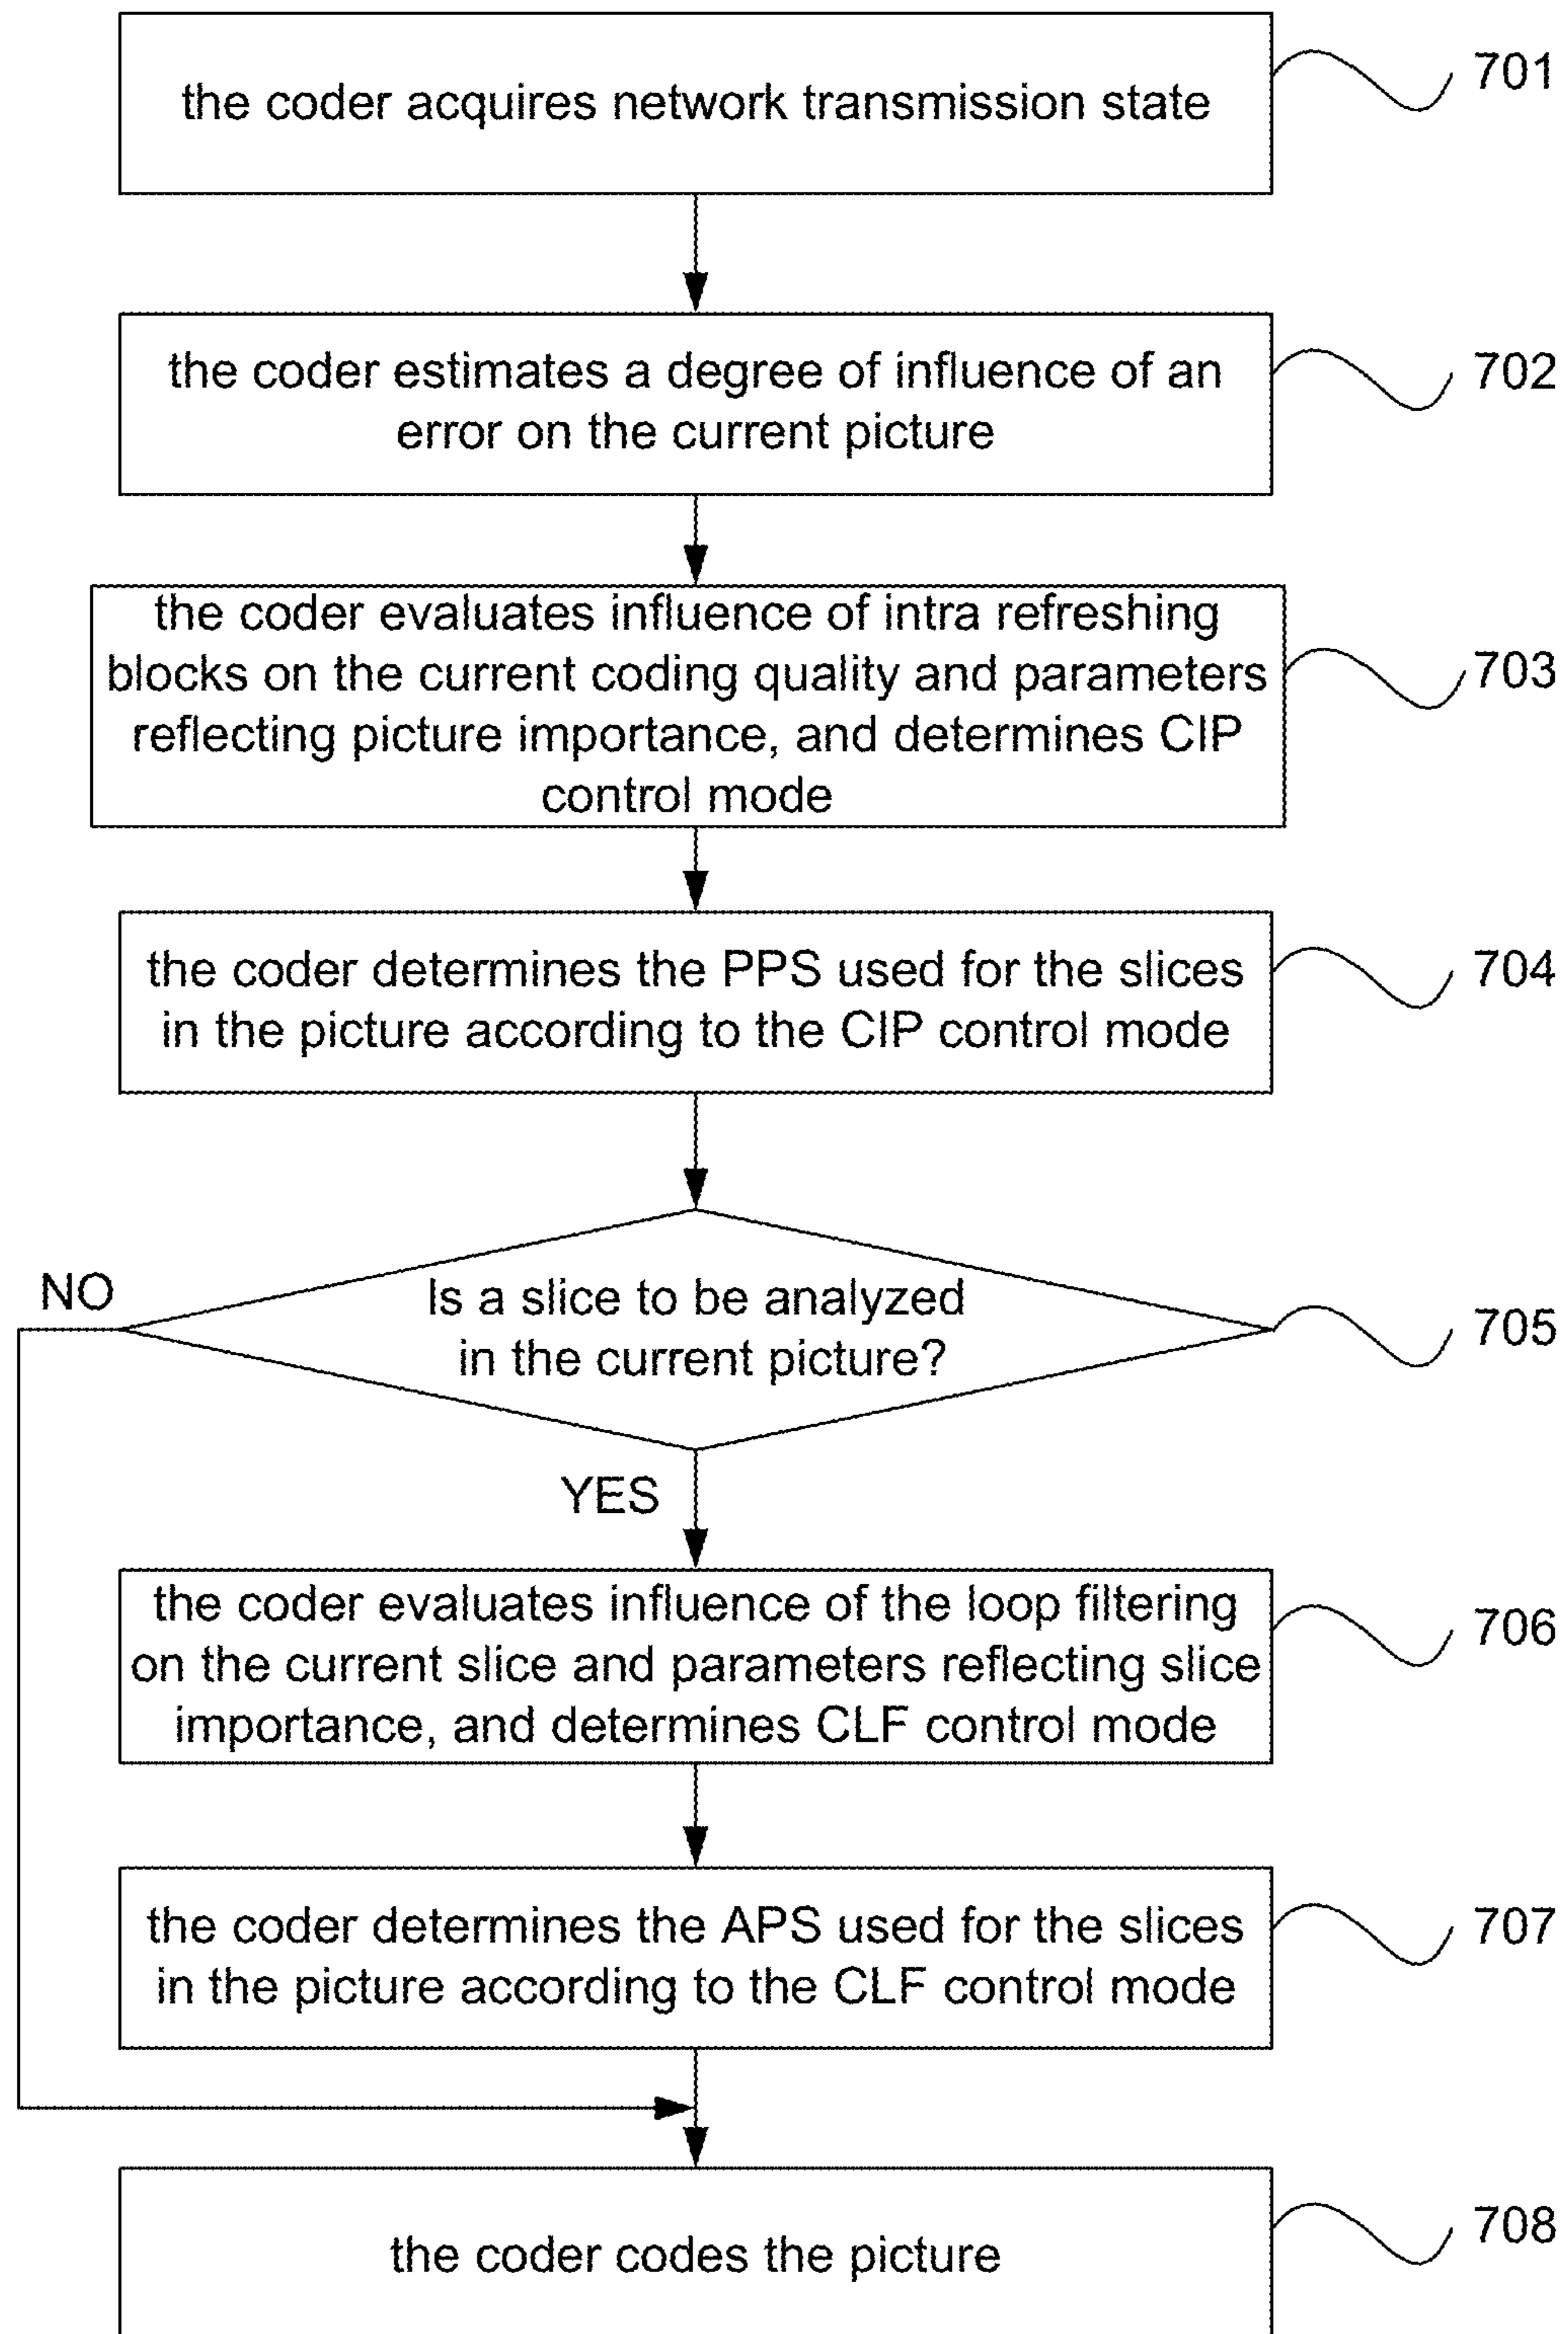 the coder acquires network transmission state
701
the coder estimates a degree of influence of an
error on the current picture
702
the coder evaluates influence of intra refreshing
blocks on the current coding quality and parameters
reflecting picture importance, and determines CIP
control mode
703
the coder determines the PPS used for the slices
in the picture according to the CIP control mode
704
NO
Is a slice to be analyzed
in the current picture?
705
YES
the coder evaluates influence of the loop filtering
on the current slice and parameters reflecting slice
importance, and determines CLF control mode
706
the coder determines the APS used for the slices
in the picture according to the CLF control mode
707
the coder codes the picture
708